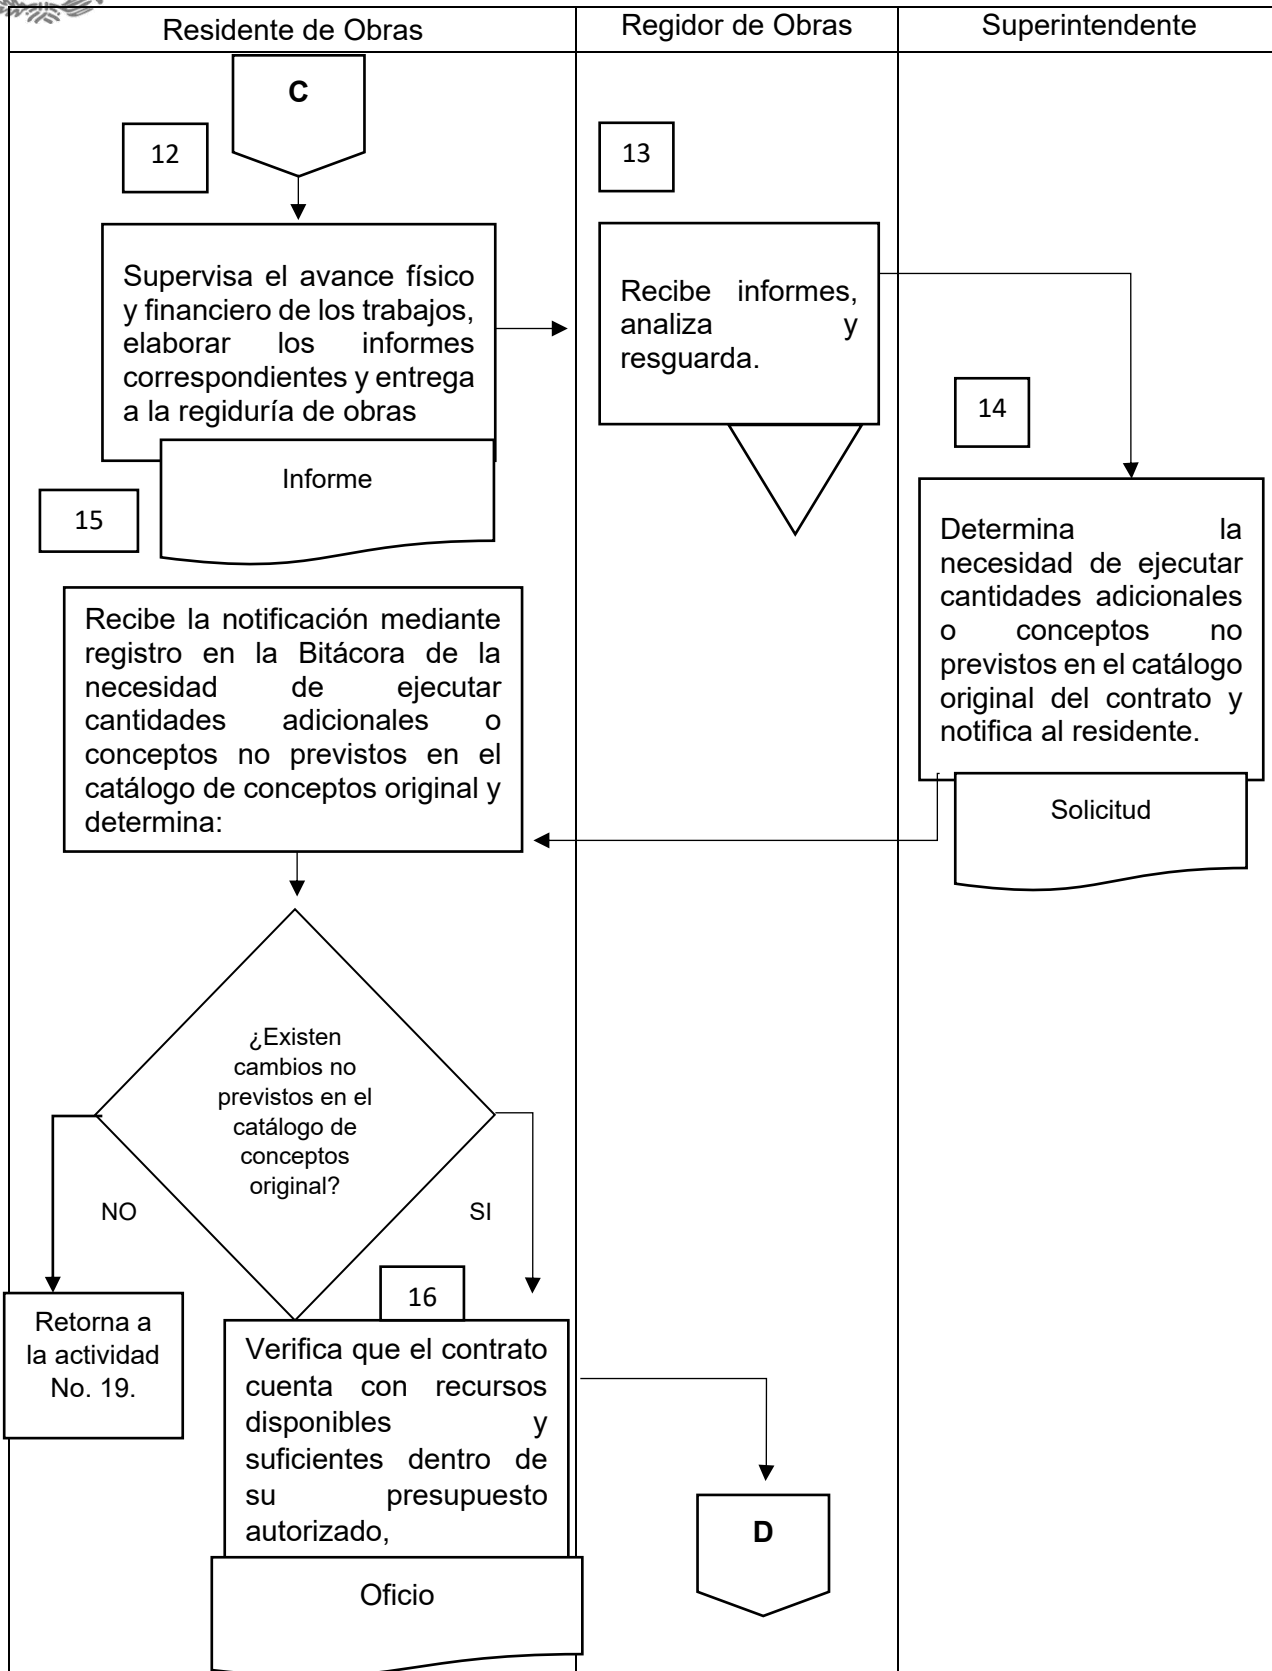 Residente de Obras
Regidor de Obras
Superintendente
C
12
13
Supervisa el avance físico
y financiero de los trabajos,
elaborar los informes
correspondientes y entrega
a la regiduría de obras
Informe
Recibe informes,
analiza y
resguarda.
14
Determina la
necesidad de ejecutar
cantidades adicionales
o conceptos no
previstos en el catálogo
original del contrato y
notifica al residente.
Solicitud
15
Recibe la notificación mediante
registro en la Bitácora de la
necesidad de ejecutar
cantidades adicionales o
conceptos no previstos en el
catálogo de conceptos original y
determina:
¿Existen
cambios no
previstos en el
catálogo de
conceptos
original?
NO
SI
Retorna a
la actividad
No. 19.
16
Verifica que el contrato
cuenta con recursos
disponibles y
suficientes dentro de
su presupuesto
autorizado,
Oficio
D